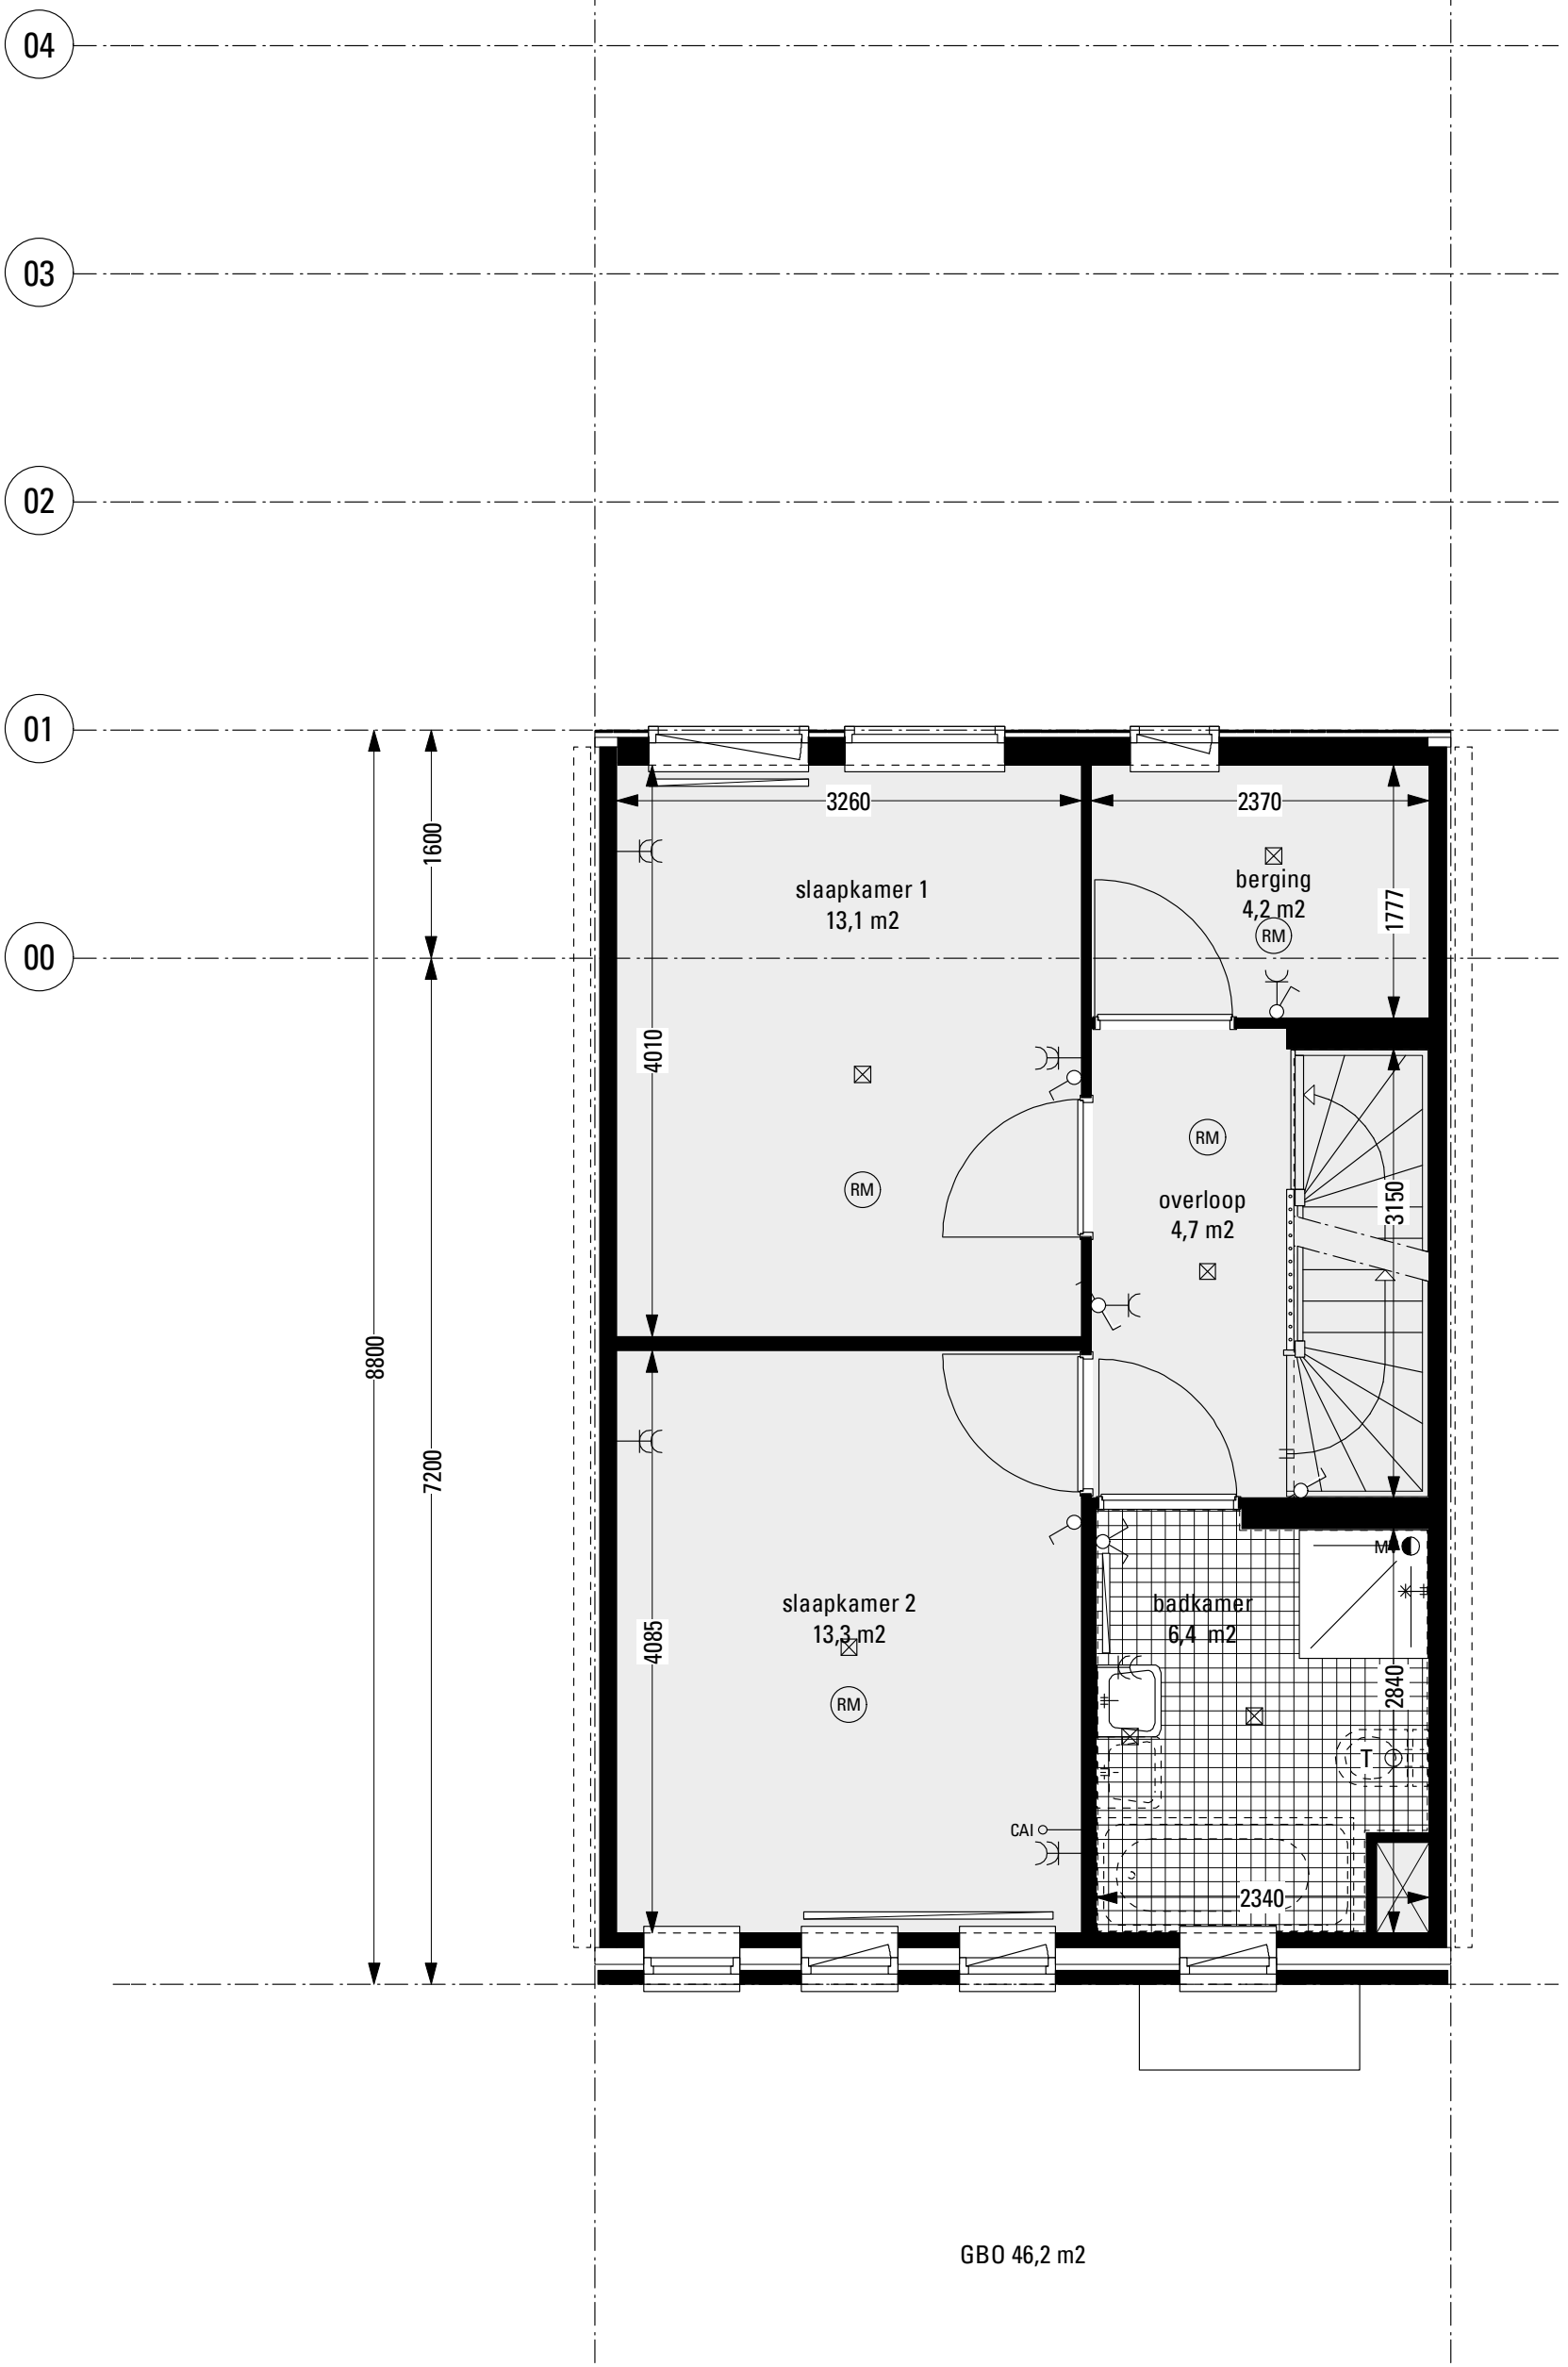 04
03
02
01
3260
2370
1600
slaapkamer 1
13,1 m2
berging
4,2 m2
1777
RM
00
4010
RM
RM
overloop
4,7 m2
3150
8800
7200
M
slaapkamer 2
13,3 m2
badkamer
6,4 m2
4085
2840
RM
T
CAI
2340
GBO 46,2 m2